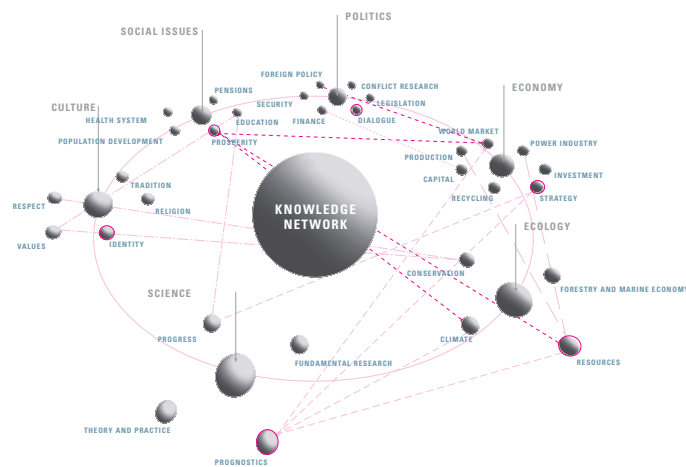 POLITICS
SOCIAL ISSUES
FOREIGN POLICY
CONFLICT RESEARCH
ECONOMY
PENSIONS
SECURITY
LEGISLATION
CULTURE
HEALTH SYSTEM
EDUCATION
FINANCE
DIALOGUE
WORLD MARKET
POPULATION DEVELOPMENT
PROSPERITY
POWER INDUSTRY
PRODUCTION
TRADITION
CAPITAL
INVESTMENT
RECYCLING
STRATEGY
RESPECT
RELIGION
KNOWLEDGE
NETWORK
ECOLOGY
VALUES
IDENTITY
CONSERVATION
FORESTRY AND MARINE ECONOMY
SCIENCE
PROGRESS
CLIMATE
FUNDAMENTAL RESEARCH
RESOURCES
THEORY AND PRACTICE
PROGNOSTICS